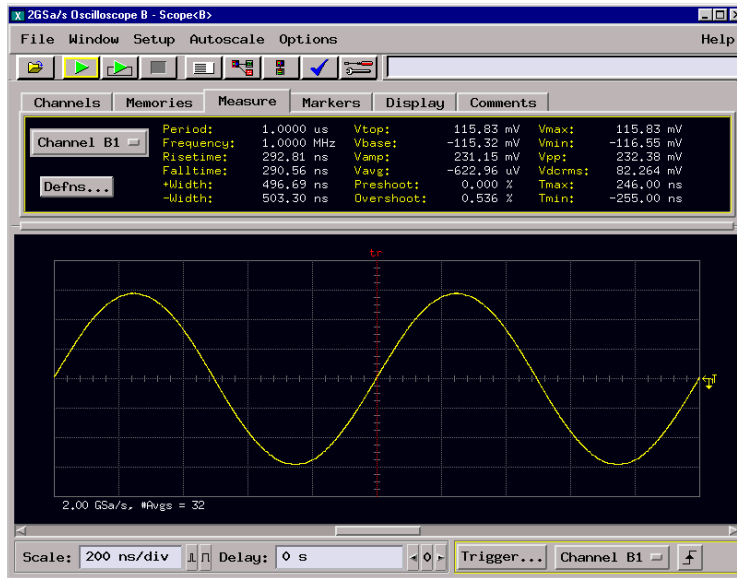 X 2GSa/s Oscilloscope B - Scope<B>
File Window Setup Autoscale Options Help
Channels Memories Measure Markers Display Comments
Channel B1
Defns...
Period: 1.0000 us Vtop: 115.83 mV Vmax: 115.83 mV
Frequency: 1.0000 MHz Vbase: -115.32 mV Vmin: -116.55 mV
Risetime: 292.81 ns Vamp: 231.15 mV Vpp: 232.38 mV
Falltime: 290.56 ns Vavg: -622.96 uV Vdcrms: 82.264 mV
+Width: 496.69 ns Preshoot: 0.000 % Tmax: 246.00 ns
-Width: 503.30 ns Overshoot: 0.536 % Tmin: -255.00 ns
tr
T
2.00 GSa/s, #Avgs = 32
Scale: 200 ns/div Delay: 0 s 0 Trigger... Channel B1